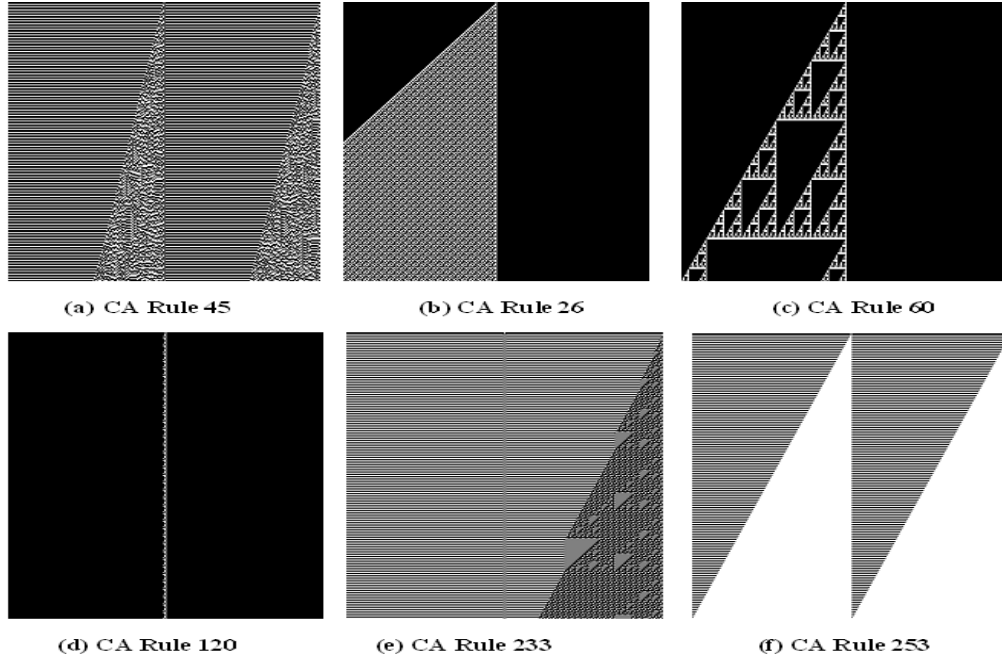 (a) CA Rule 45
(b) CA Rule 26
(c) CA Rule 60
(d) CA Rule 120
(e) CA Rule 233
(f) CA Rule 253